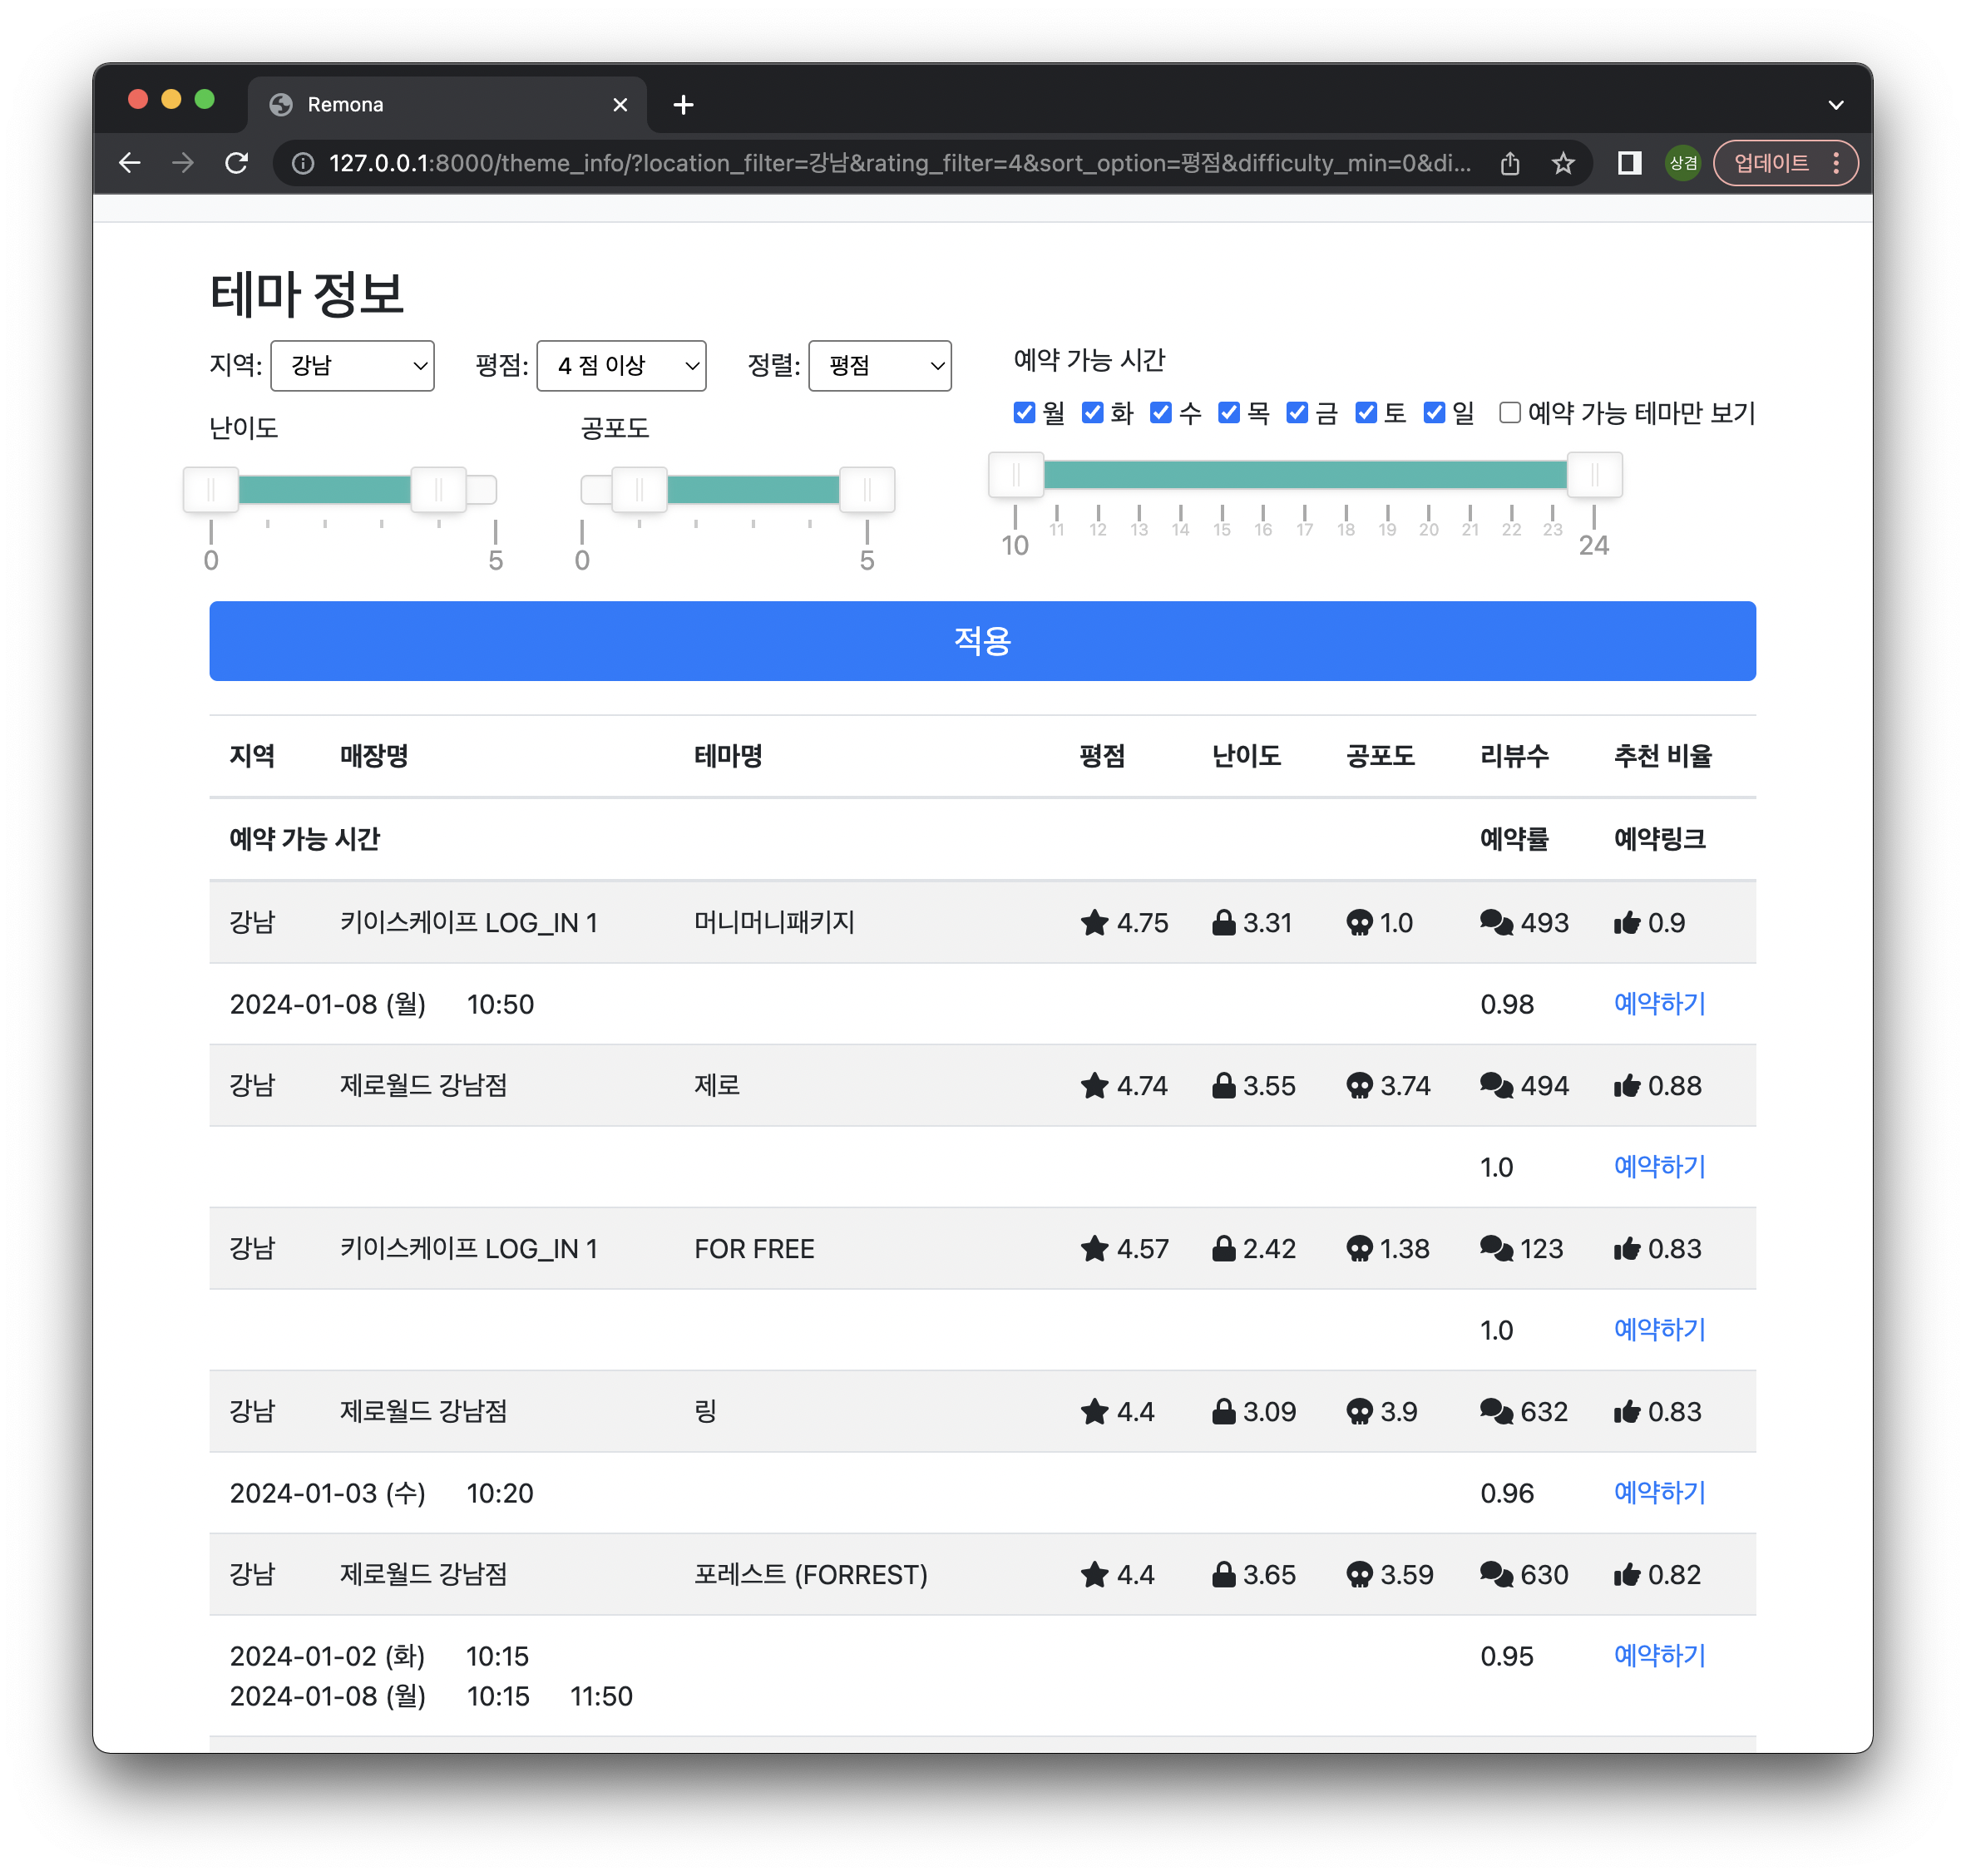 Remona
127.0.0.1:8000/theme_info/?location_filter=강남&rating_filter=4&sort_option=평점&difficulty_min=0&di... 상겸 업데이트
테마 정보
지역: 강남 평점: 4 점 이상 정렬: 평점 예약 가능 시간
월 화 수 목 금 토 일 예약 가능 테마만 보기
난이도 공포도
0 5 0 5 10 11 12 13 14 15 16 17 18 19 20 21 22 23 24
적용
지역 매장명 테마명 평점 난이도 공포도 리뷰수 추천 비율
예약 가능 시간 예약률 예약링크
강남 키이스케이프 LOG_IN 1 머니머니패키지 4.75 3.31 1.0 493 0.9
2024-01-08 (월) 10:50 0.98 예약하기
강남 제로월드 강남점 제로 4.74 3.55 3.74 494 0.88
1.0 예약하기
강남 키이스케이프 LOG_IN 1 FOR FREE 4.57 2.42 1.38 123 0.83
1.0 예약하기
강남 제로월드 강남점 링 4.4 3.09 3.9 632 0.83
2024-01-03 (수) 10:20 0.96 예약하기
강남 제로월드 강남점 포레스트 (FORREST) 4.4 3.65 3.59 630 0.82
2024-01-02 (화) 10:15 0.95 예약하기
2024-01-08 (월) 10:15 11:50